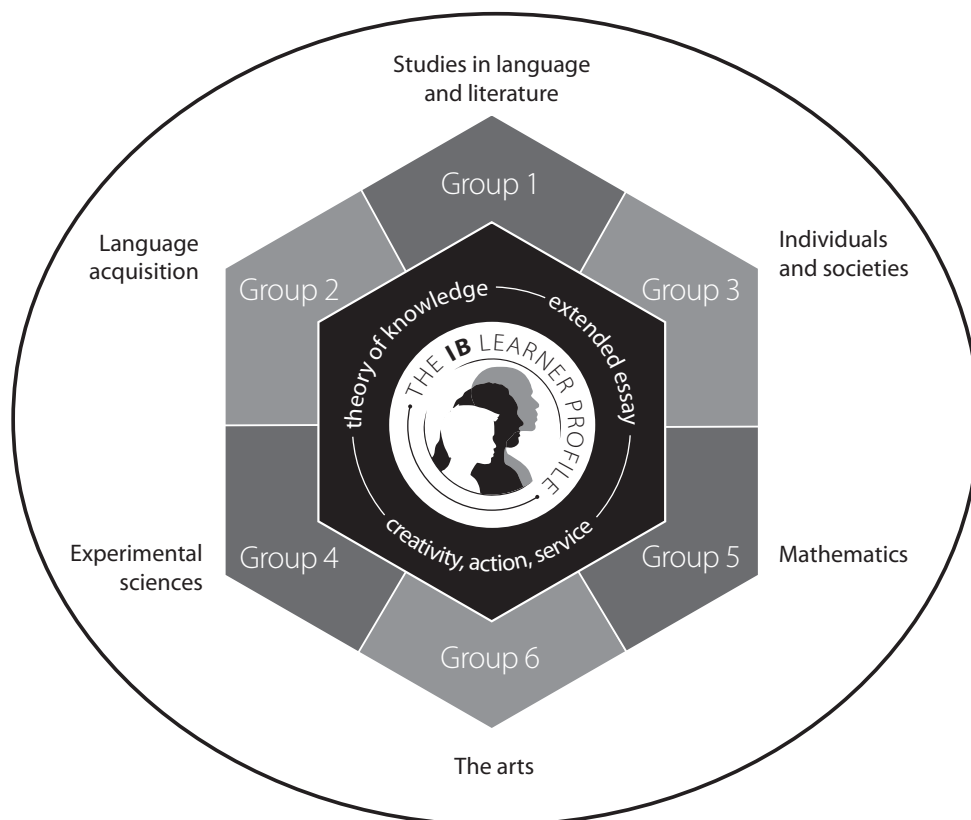 Studies in language
and literature
Group 1
Language
acquisition
Individuals
and societies
Group 2
Group 3
theory of knowledge
extended essay
THE IB LEARNER PROFILE
creativity, action, service
Experimental
sciences
Group 4
Group 5
Mathematics
Group 6
The arts